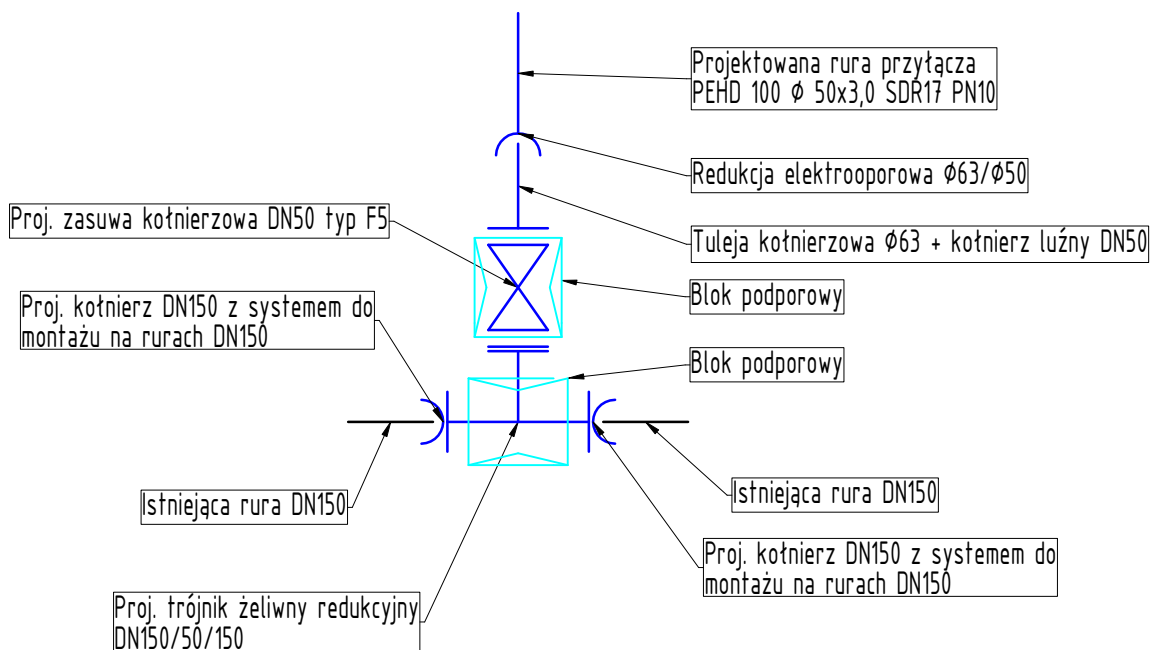 Projektowana rura przyłącza
PEHD 100 Φ 50x3,0 SDR17 PN10
Redukcja elektrooporowa Φ63/Φ50
Proj. zasuwa kołnierzowa DN50 typ F5
Tuleja kołnierzowa Φ63 + kołnierz luźny DN50
Blok podporowy
Proj. kołnierz DN150 z systemem do
montażu na rurach DN150
Blok podporowy
Istniejąca rura DN150
Istniejąca rura DN150
Proj. kołnierz DN150 z systemem do
montażu na rurach DN150
Proj. trójnik żeliwny redukcyjny
DN150/50/150